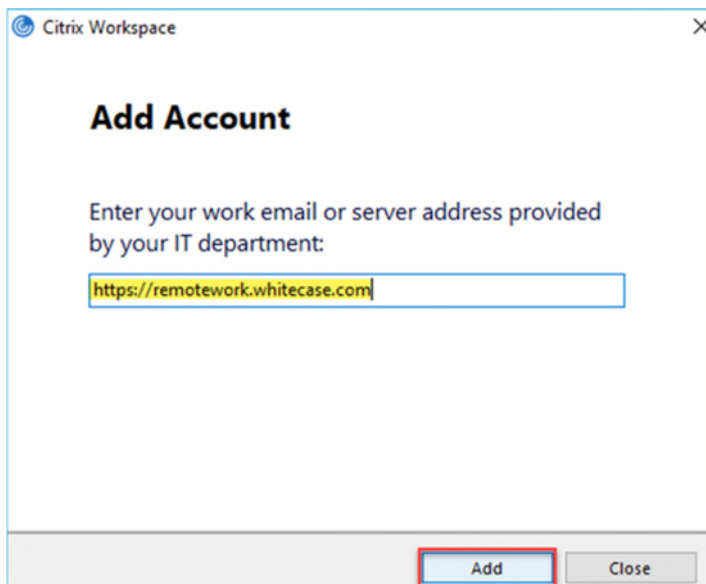 Citrix Workspace
Add Account
Enter your work email or server address provided
by your IT department:
https://remotework.whitecase.com
Add
Close